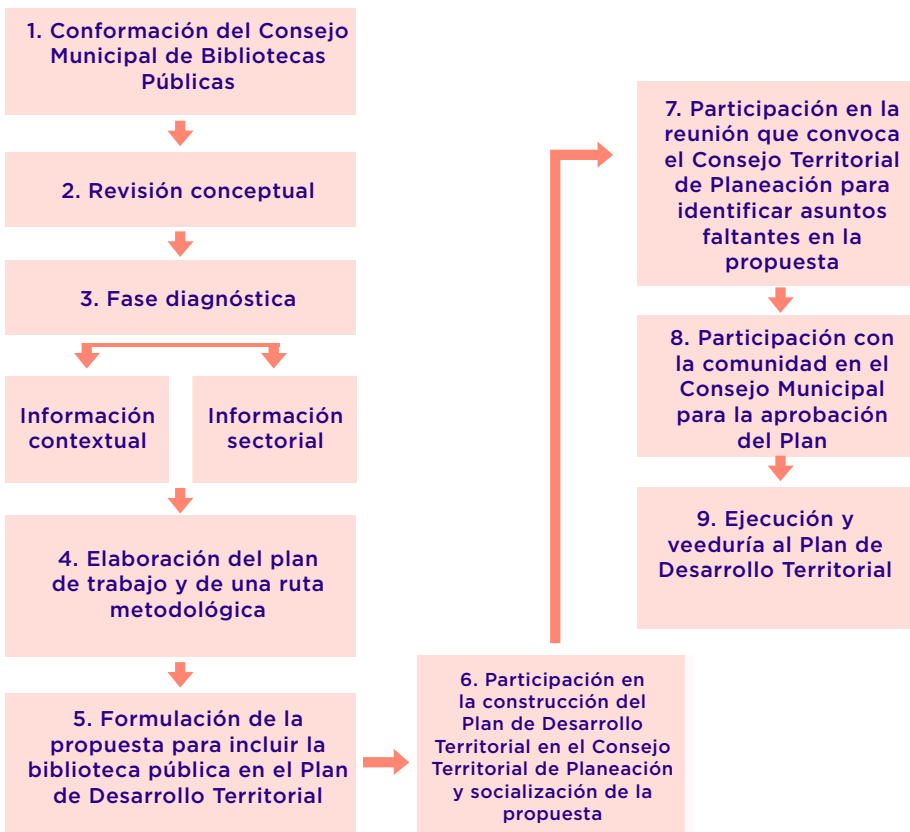 1. Conformación del Consejo
Municipal de Bibliotecas
Públicas
2. Revisión conceptual
3. Fase diagnóstica
Información
contextual
Información
sectorial
4. Elaboración del plan
de trabajo y de una ruta
metodológica
5. Formulación de la
propuesta para incluir la
biblioteca pública en el Plan
de Desarrollo Territorial
6. Participación en
la construcción del
Plan de Desarrollo
Territorial en el Consejo
Territorial de Planeación
y socialización de la
propuesta
7. Participación en la
reunión que convoca
el Consejo Territorial
de Planeación para
identificar asuntos
faltantes en la
propuesta
8. Participación con
la comunidad en el
Consejo Municipal
para la aprobación
del Plan
9. Ejecución y
veeduría al Plan de
Desarrollo Territorial